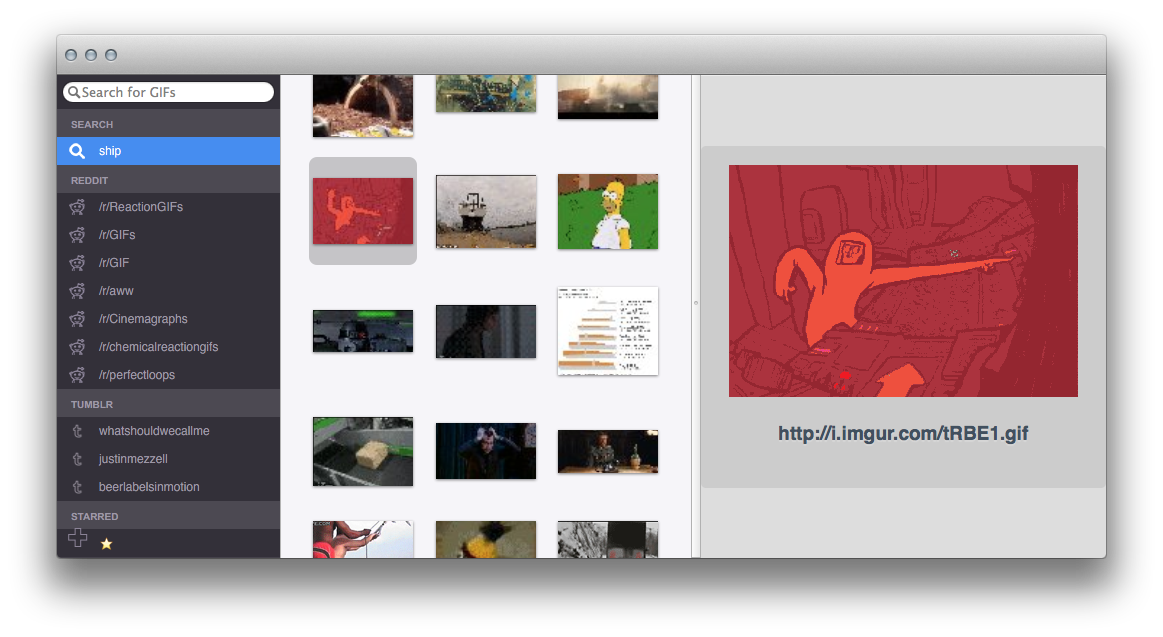 Search for GIFs
SEARCH
ship
REDDIT
/r/ReactionGIFs
/r/GIFs
/r/GIF
/r/aww
/r/Cinemagraphs
/r/chemicalreactiongifs
/r/perfectloops
TUMBLR
whatshouldwecallme
justinmezzell
beerlabelsinmotion
STARRED
http://i.imgur.com/tRBE1.gif